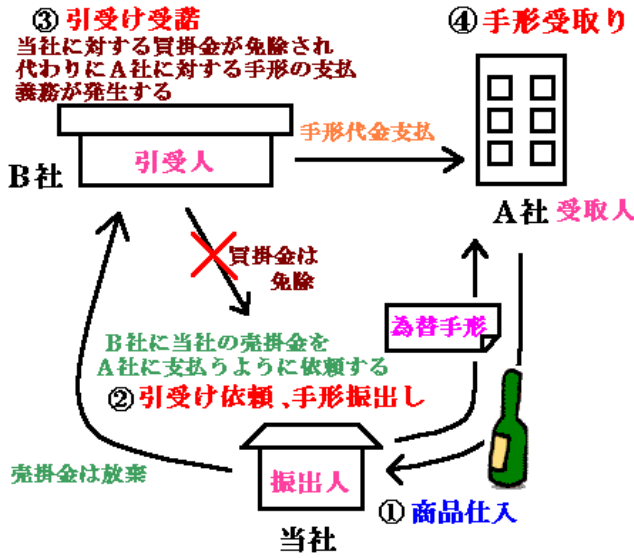 ③ 引受け受諾
当社に対する買掛金が免除され
代わりにA社に対する手形の支払
義務が発生する
④ 手形受取り
手形代金支払
引受人
B社
A社 受取人
買掛金は
免除
為替手形
B社に当社の売掛金を
A社に支払うように依頼する
② 引受け依頼、手形振出し
売掛金は放棄
振出人
① 商品仕入
当社